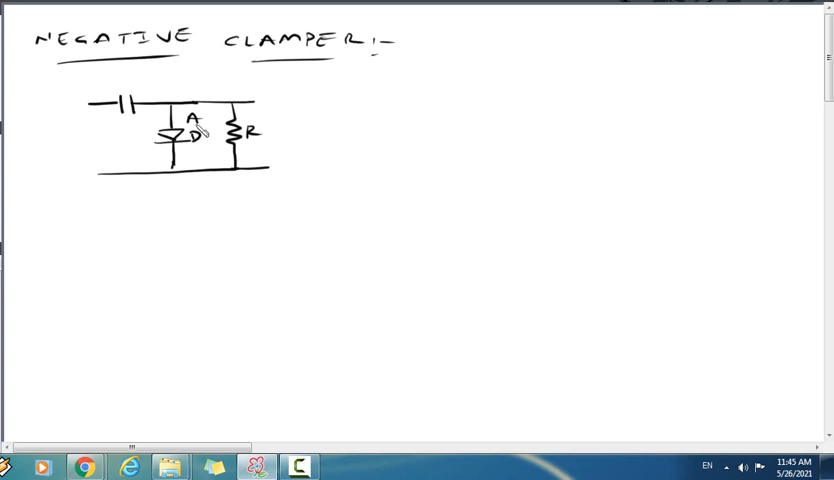 NEGATIVE CLAMPER :-
A
D R
EN
11:45 AM
5/26/2021